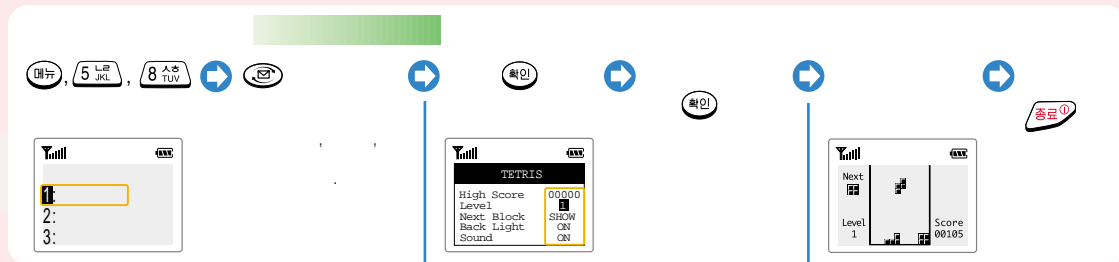 메뉴, 5 ㄴㄹ JKL, 8 ㅅㅎ TUV
확인
확인
종료
1:
2:
3:
TETRIS
High Score 00000
Level 1
Next Block SHOW
Back Light ON
Sound ON
Next
Level
1
Score
00105